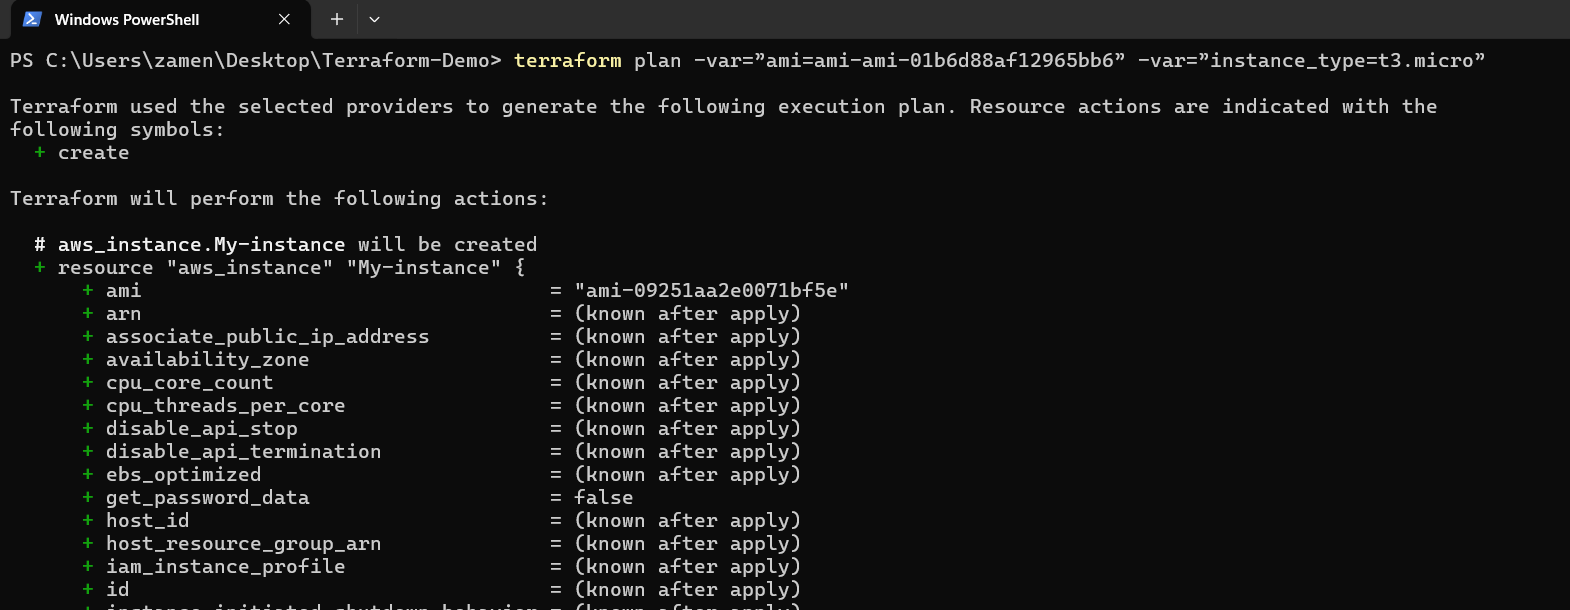 Windows PowerShell
PS C:\Users\zamen\Desktop\Terraform-Demo> terraform plan -var=”ami=ami-ami-01b6d88af12965bb6” -var=”instance_type=t3.micro”
Terraform used the selected providers to generate the following execution plan. Resource actions are indicated with the
following symbols:
+ create
Terraform will perform the following actions:
# aws_instance.My-instance will be created
+ resource "aws_instance" "My-instance" {
+ ami = "ami-09251aa2e0071bf5e"
+ arn = (known after apply)
+ associate_public_ip_address = (known after apply)
+ availability_zone = (known after apply)
+ cpu_core_count = (known after apply)
+ cpu_threads_per_core = (known after apply)
+ disable_api_stop = (known after apply)
+ disable_api_termination = (known after apply)
+ ebs_optimized = (known after apply)
+ get_password_data = false
+ host_id = (known after apply)
+ host_resource_group_arn = (known after apply)
+ iam_instance_profile = (known after apply)
+ id = (known after apply)
+ instance_initiated_shutdown_behavior = (known after apply)